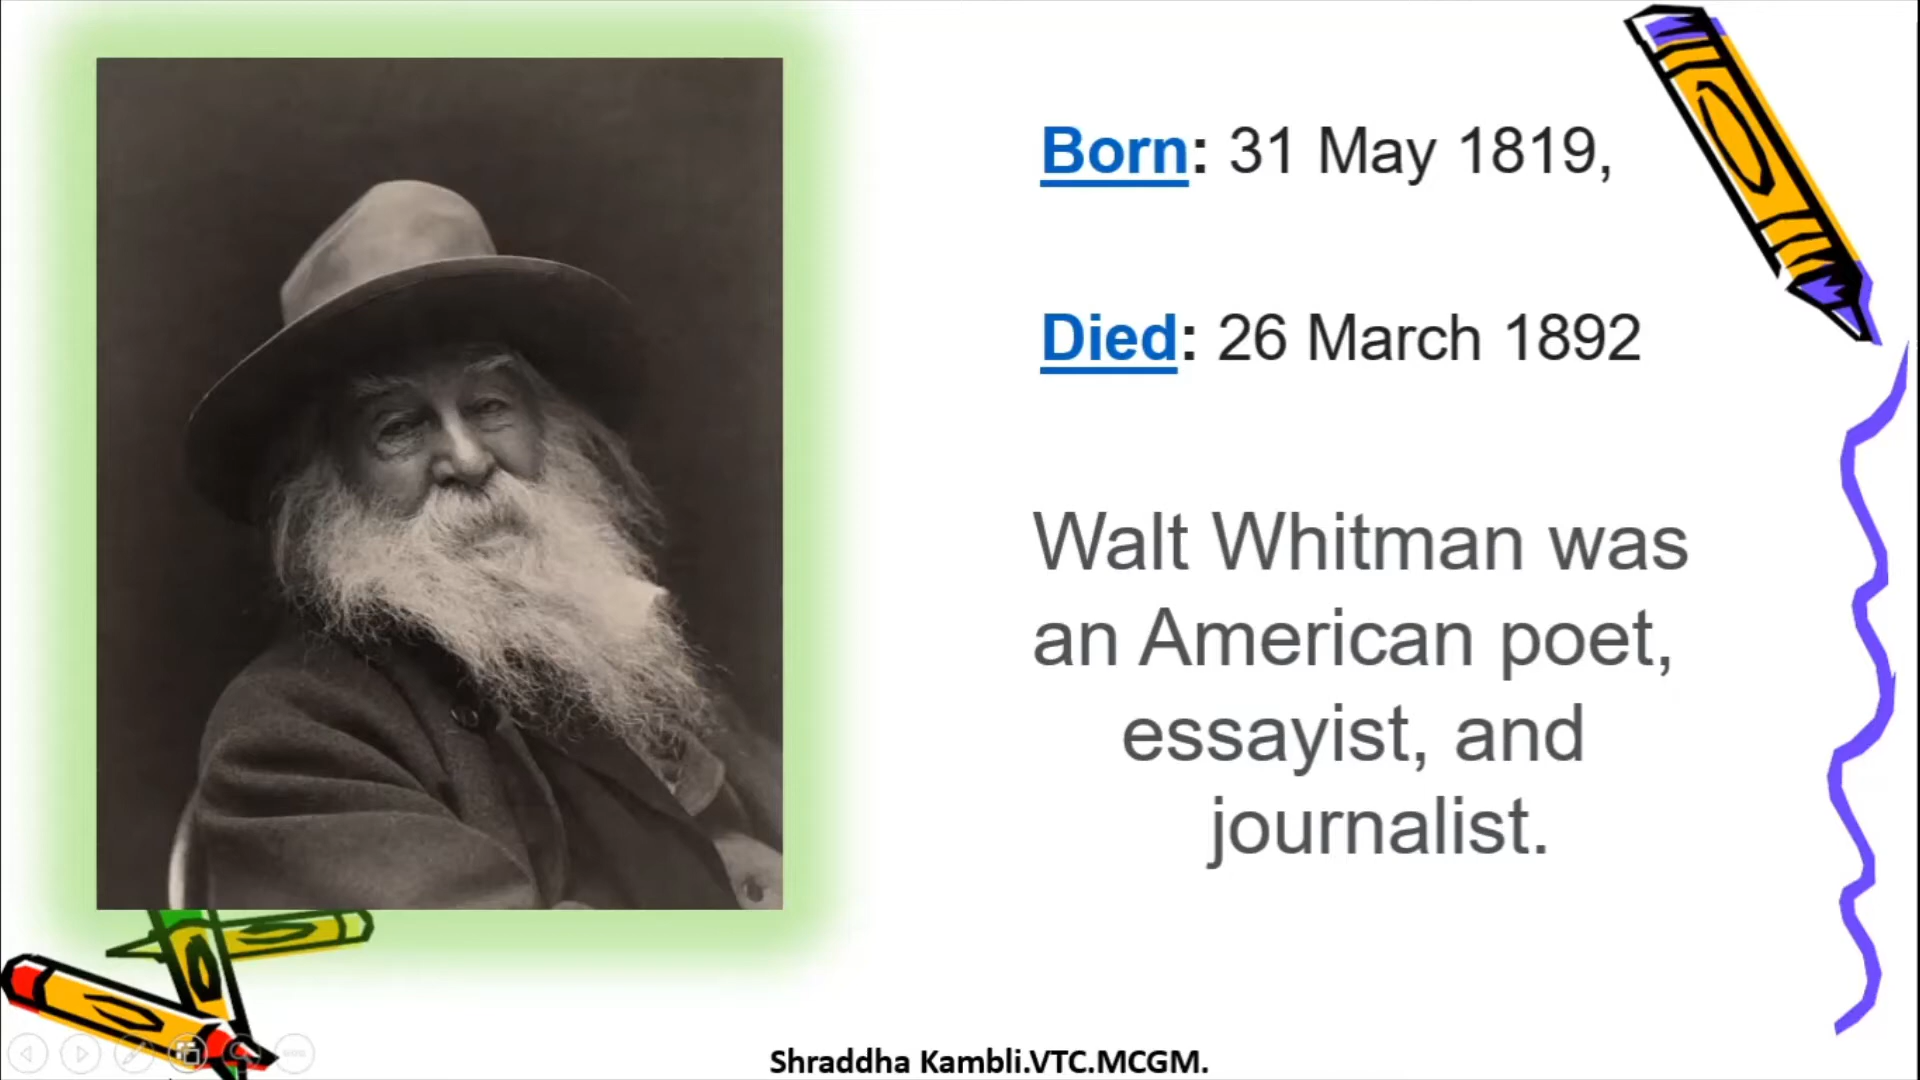 Born: 31 May 1819,
Died: 26 March 1892
Walt Whitman was
an American poet,
essayist, and
journalist.
Shraddha Kambli.VTC.MCGM.